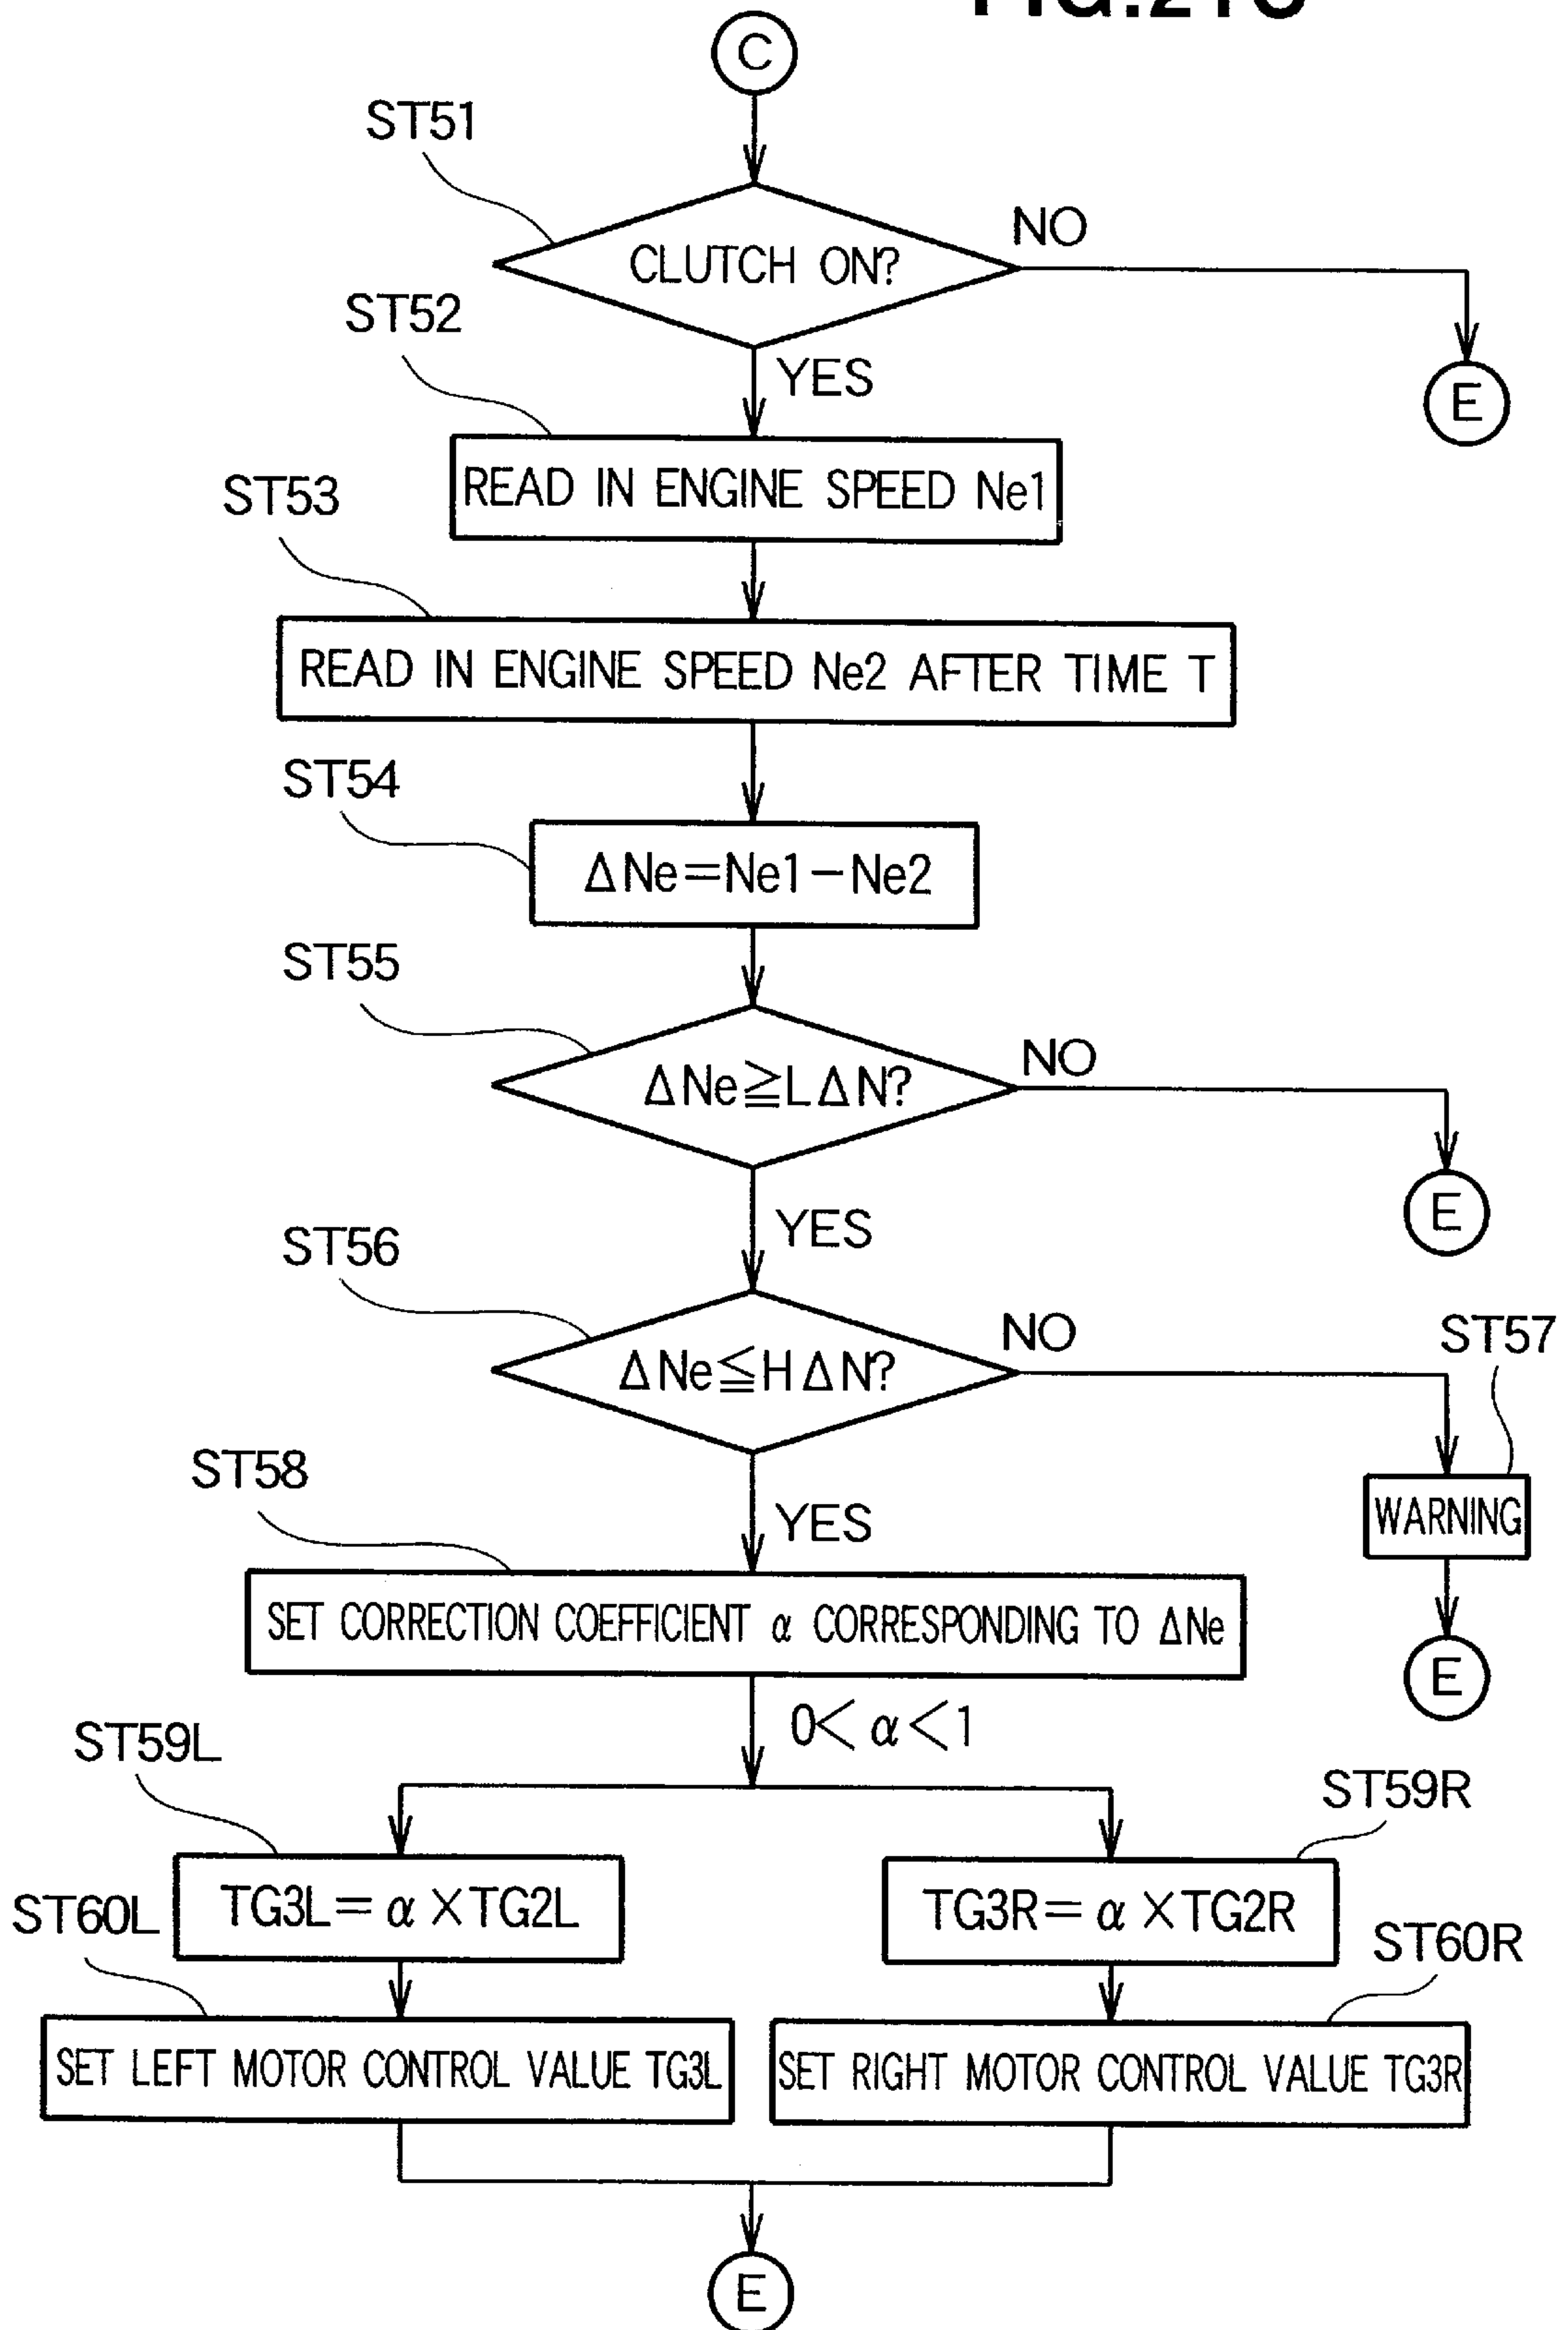 C
ST51
CLUTCH ON?
NO
E
YES
ST52
READ IN ENGINE SPEED Ne1
ST53
READ IN ENGINE SPEED Ne2 AFTER TIME T
ST54
ΔNe=Ne1-Ne2
ST55
ΔNe≧LΔN?
NO
E
YES
ST56
ΔNe≦HΔN?
NO
ST57
WARNING
E
YES
ST58
SET CORRECTION COEFFICIENT α CORRESPONDING TO ΔNe
0<α<1
ST59L
TG3L=α×TG2L
ST59R
TG3R=α×TG2R
ST60L
SET LEFT MOTOR CONTROL VALUE TG3L
ST60R
SET RIGHT MOTOR CONTROL VALUE TG3R
E